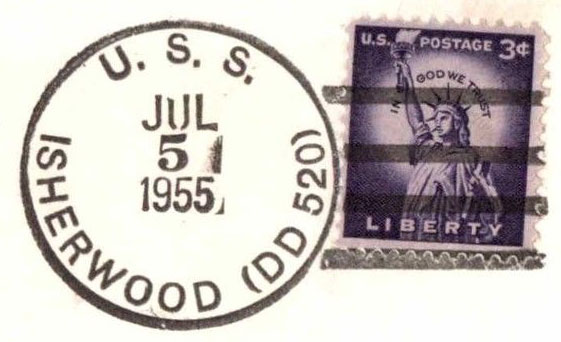 U. S. S.
ISHERWOOD (DD 520)
JUL
5
1955
U.S. POSTAGE 3¢
IN GOD WE TRUST
LIBERTY